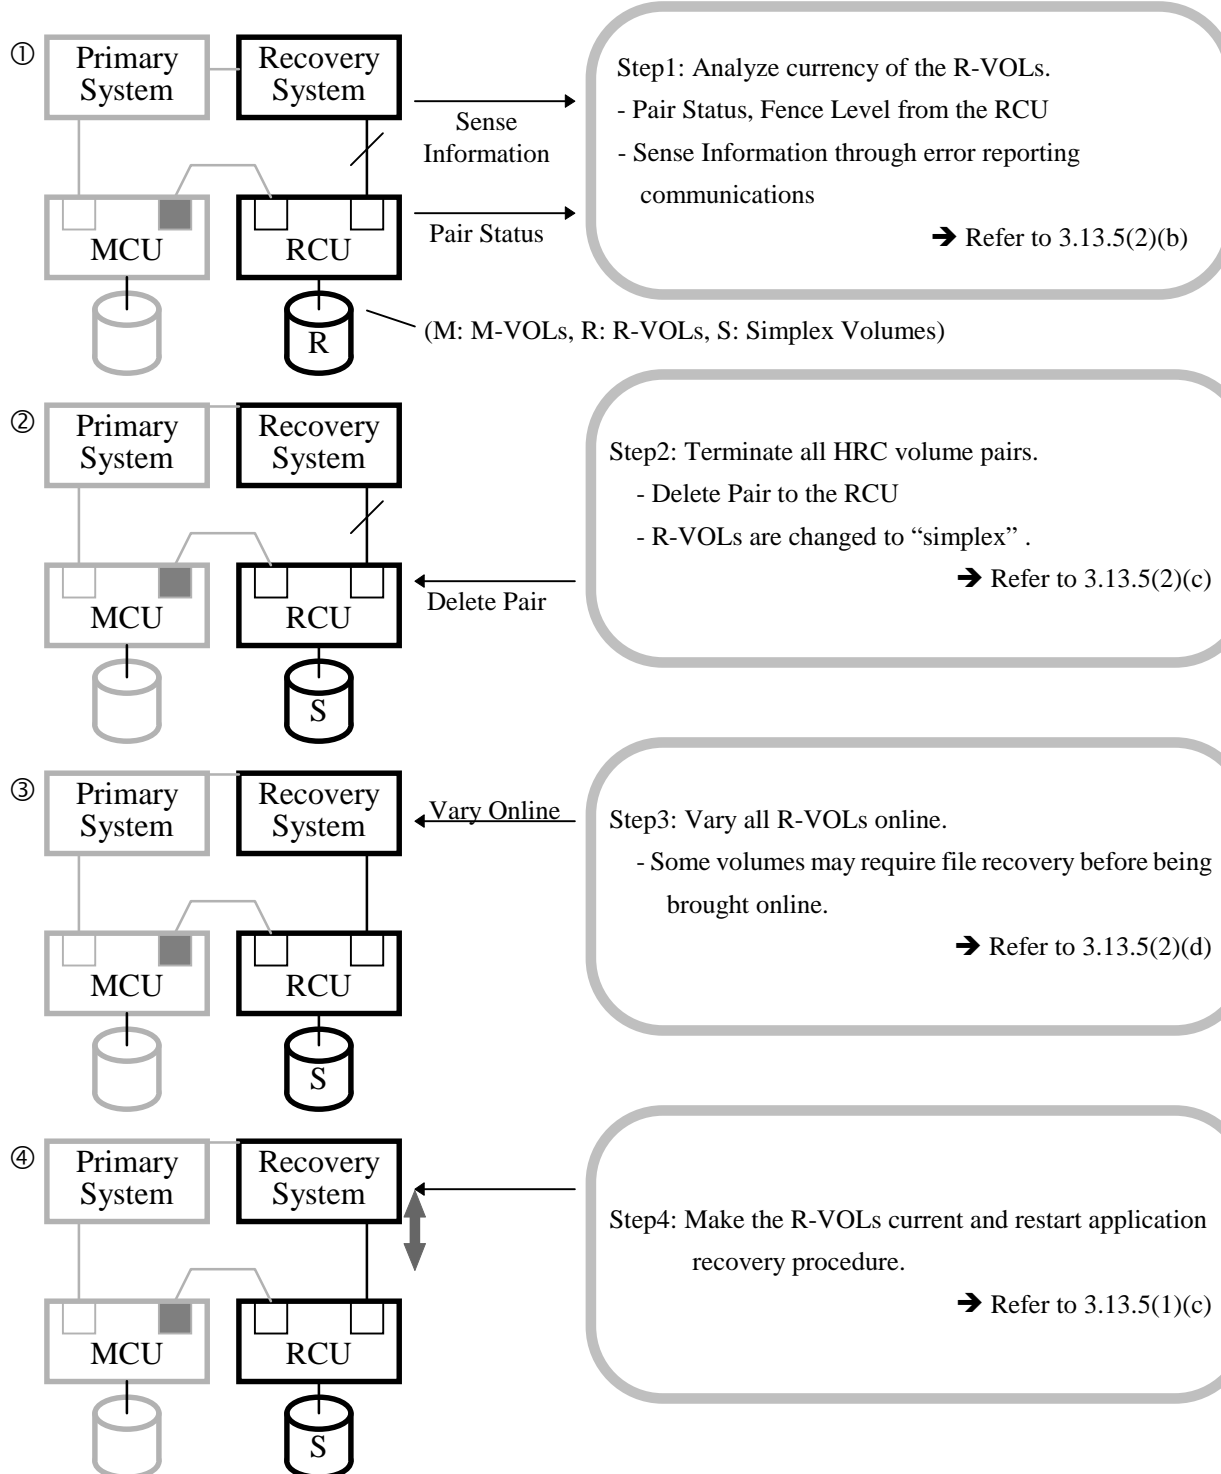 ①
Primary
System
Recovery
System
Sense
Information
MCU
RCU
Pair Status
R
(M: M-VOLs, R: R-VOLs, S: Simplex Volumes)
Step1: Analyze currency of the R-VOLs.
- Pair Status, Fence Level from the RCU
- Sense Information through error reporting
communications
➔ Refer to 3.13.5(2)(b)
②
Primary
System
Recovery
System
MCU
RCU
Delete Pair
S
Step2: Terminate all HRC volume pairs.
- Delete Pair to the RCU
- R-VOLs are changed to “simplex” .
➔ Refer to 3.13.5(2)(c)
③
Primary
System
Recovery
System
Vary Online
MCU
RCU
S
Step3: Vary all R-VOLs online.
- Some volumes may require file recovery before being
brought online.
➔ Refer to 3.13.5(2)(d)
④
Primary
System
Recovery
System
MCU
RCU
S
Step4: Make the R-VOLs current and restart application
recovery procedure.
➔ Refer to 3.13.5(1)(c)